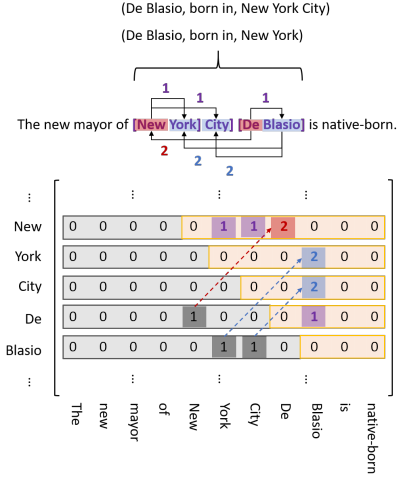 (De Blasio, born in, New York City)
(De Blasio, born in, New York)
1 1 1
The new mayor of [New York] City] [De Blasio] is native-born.
2 2 2
... ... ... ...
New 0 0 0 0 0 1 1 2 0 0 0
York 0 0 0 0 0 0 0 0 2 0 0
City 0 0 0 0 0 0 0 0 2 0 0
De 0 0 0 0 1 0 0 0 1 0 0
Blasio 0 0 0 0 0 1 1 0 0 0 0
... ... ... ...
The new mayor of New York City De Blasio is native-born